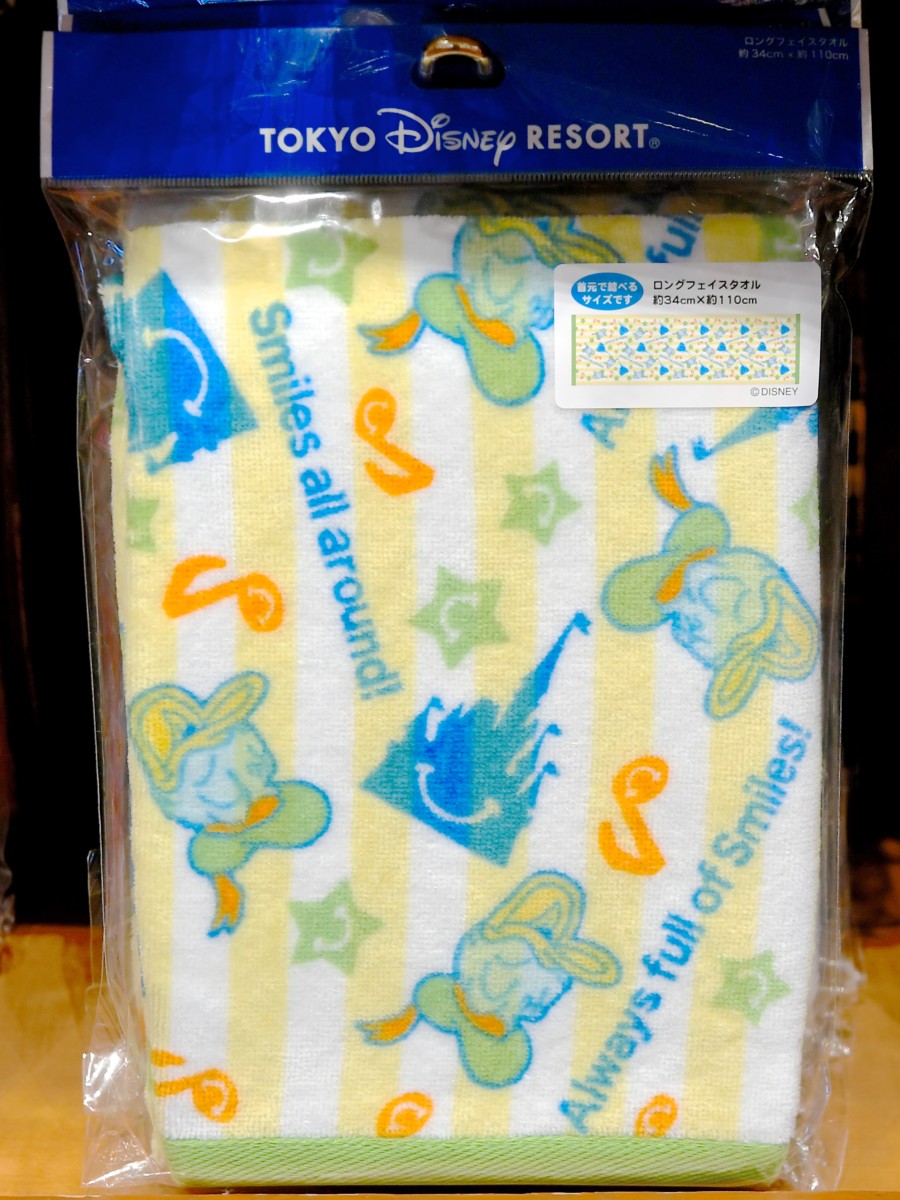 ロングフェイスタオル
約34cm×約110cm
TOKYO Disney RESORT®
首元で結べる
サイズです
ロングフェイスタオル
約34cm×約110cm
©DISNEY
Smiles all around!
Always full of Smiles!